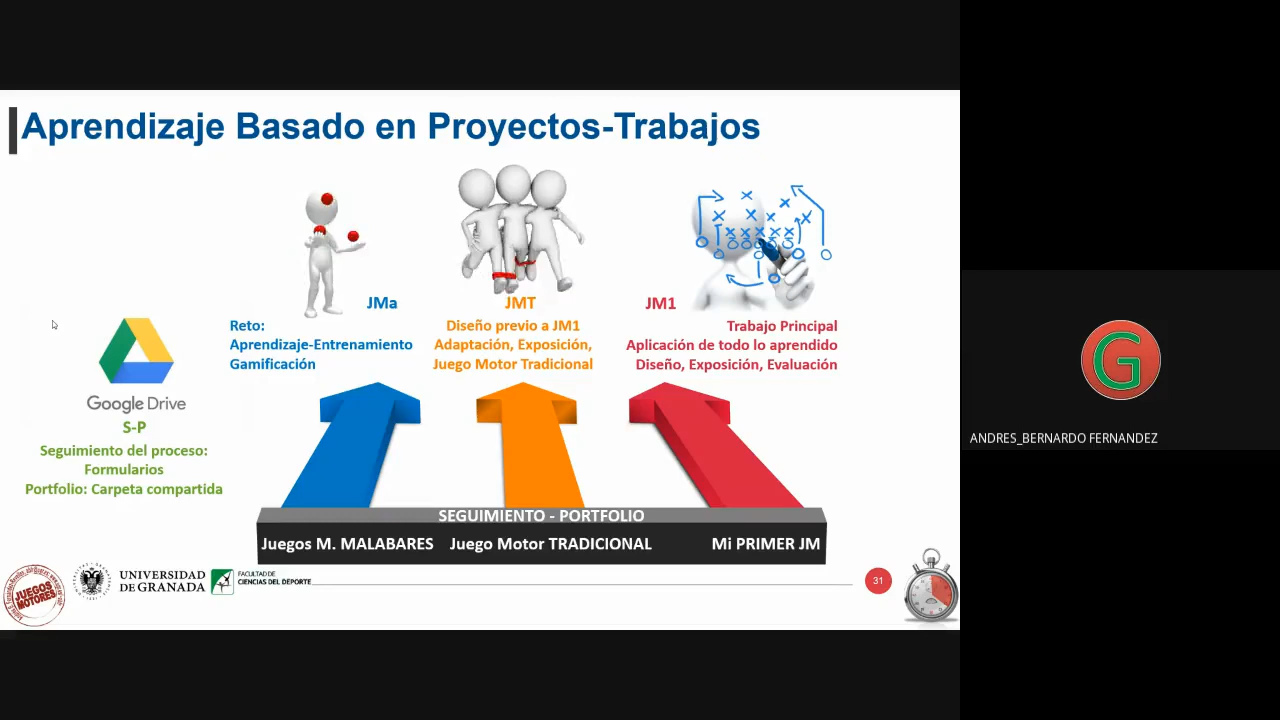 Aprendizaje Basado en Proyectos-Trabajos
JMa
Reto:
Aprendizaje-Entrenamiento
Gamificación
JMT
Diseño previo a JM1
Adaptación, Exposición,
Juego Motor Tradicional
JM1
Trabajo Principal
Aplicación de todo lo aprendido
Diseño, Exposición, Evaluación
Google Drive
S-P
Seguimiento del proceso:
Formularios
Portfolio: Carpeta compartida
SEGUIMIENTO - PORTFOLIO
Juegos M. MALABARES
Juego Motor TRADICIONAL
Mi PRIMER JM
JUEGOS
MOTORES
UNIVERSIDAD
DE GRANADA
FACULTAD DE
CIENCIAS DEL DEPORTE
31
G
ANDRES_BERNARDO FERNANDEZ